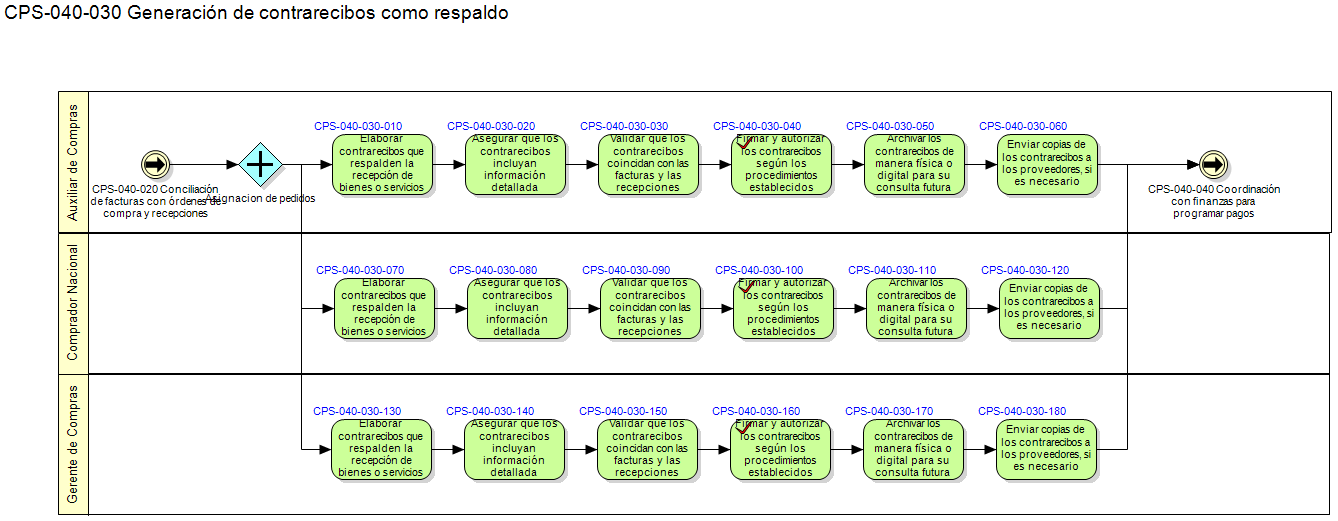 CPS-040-030 Generación de contrarecibos como respaldo
Auxiliar de Compras
CPS-040-020 Conciliación
de facturas con órdenes de
compra y recepciones
Asignacion de pedidos
CPS-040-030-010
Elaborar
contrarecibos que
respalden la
recepción de
bienes o servicios
CPS-040-030-020
Asegurar que los
contrarecibos
incluyan
información
detallada
CPS-040-030-030
Validar que los
contrarecibos
coincidan con las
facturas y las
recepciones
CPS-040-030-040
Firmar y autorizar
los contrarecibos
según los
procedimientos
establecidos
CPS-040-030-050
Archivar los
contrarecibos de
manera física o
digital para su
consulta futura
CPS-040-030-060
Enviar copias de
los contrarecibos a
los proveedores, si
es necesario
CPS-040-040 Coordinación
con finanzas para
programar pagos
Comprador Nacional
CPS-040-030-070
Elaborar
contrarecibos que
respalden la
recepción de
bienes o servicios
CPS-040-030-080
Asegurar que los
contrarecibos
incluyan
información
detallada
CPS-040-030-090
Validar que los
contrarecibos
coincidan con las
facturas y las
recepciones
CPS-040-030-100
Firmar y autorizar
los contrarecibos
según los
procedimientos
establecidos
CPS-040-030-110
Archivar los
contrarecibos de
manera física o
digital para su
consulta futura
CPS-040-030-120
Enviar copias de
los contrarecibos a
los proveedores, si
es necesario
Gerente de Compras
CPS-040-030-130
Elaborar
contrarecibos que
respalden la
recepción de
bienes o servicios
CPS-040-030-140
Asegurar que los
contrarecibos
incluyan
información
detallada
CPS-040-030-150
Validar que los
contrarecibos
coincidan con las
facturas y las
recepciones
CPS-040-030-160
Firmar y autorizar
los contrarecibos
según los
procedimientos
establecidos
CPS-040-030-170
Archivar los
contrarecibos de
manera física o
digital para su
consulta futura
CPS-040-030-180
Enviar copias de
los contrarecibos a
los proveedores, si
es necesario